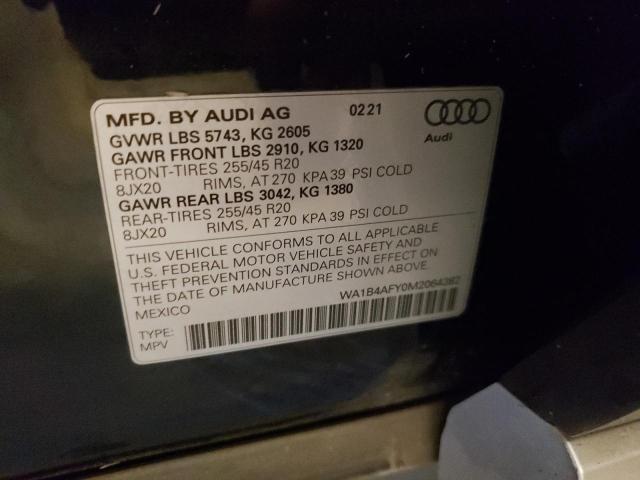 MFD. BY AUDI AG 02 21
Audi
GVWR LBS 5743, KG 2605
GAWR FRONT LBS 2910, KG 1320
FRONT-TIRES 255/45 R20
8JX20 RIMS, AT 270 KPA 39 PSI COLD
GAWR REAR LBS 3042, KG 1380
REAR-TIRES 255/45 R20
8JX20 RIMS, AT 270 KPA 39 PSI COLD
THIS VEHICLE CONFORMS TO ALL APPLICABLE
U.S. FEDERAL MOTOR VEHICLE SAFETY AND
THEFT PREVENTION STANDARDS IN EFFECT ON
THE DATE OF MANUFACTURE SHOWN ABOVE.
MEXICO WA1B4AFY0M2064382
TYPE:
MPV